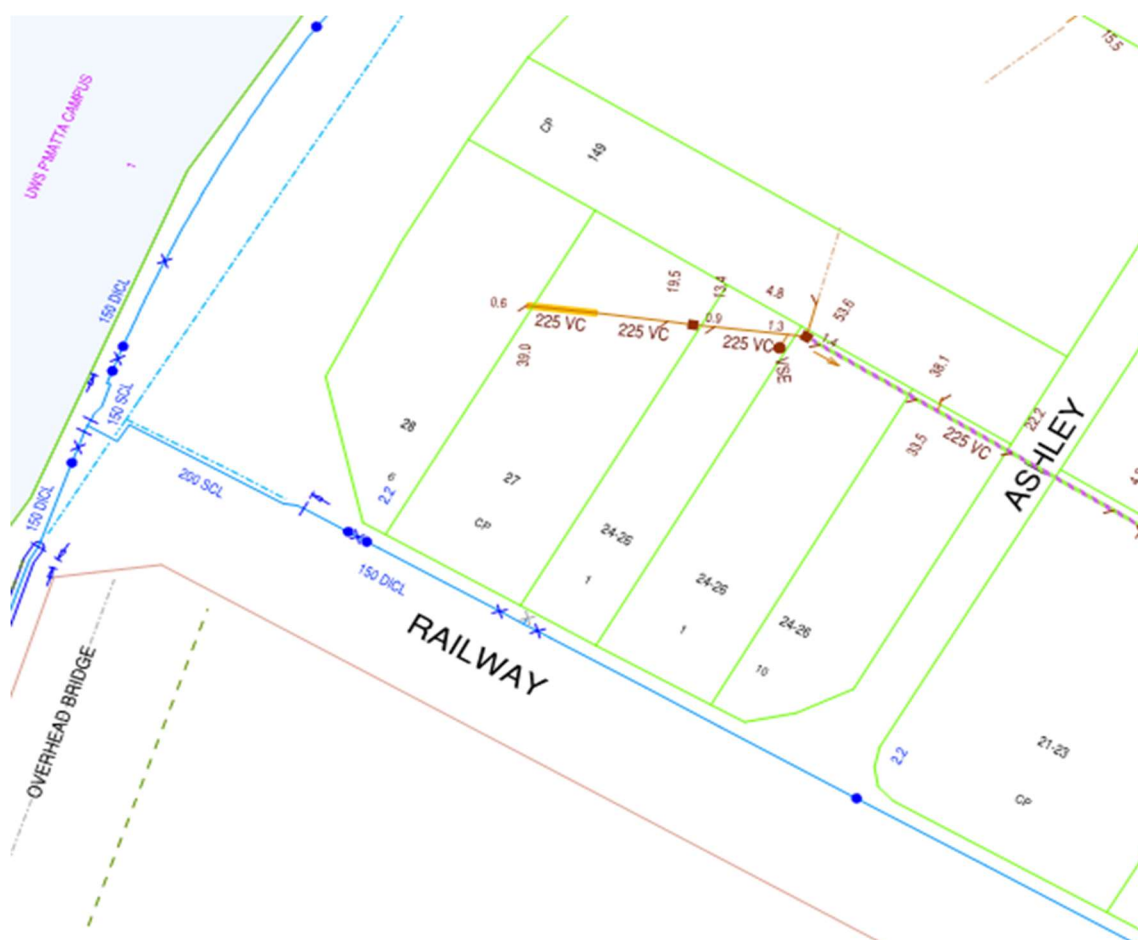 15.5
UWS P'MATTA CAMPUS
1
CP
149
150 DICL
0.6
225 VC
225 VC
19.5
13.4
0.9
225 VC
4.8
1.3
VSE
53.6
1.4
39.0
38.1
33.5
225 VC
22.2
ASHLEY
150 SCL
200 SCL
150 DICL
28
6
2.2
27
CP
24-26
1
24-26
1
24-26
10
150 DICL
RAILWAY
OVERHEAD BRIDGE
2.2
21-23
CP